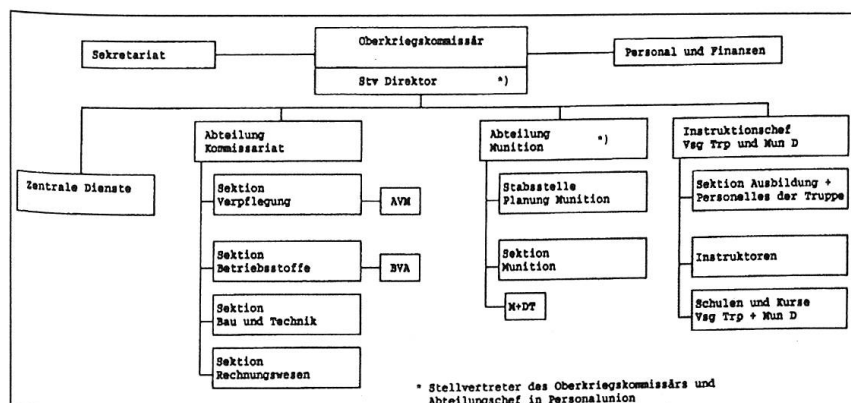 Oberkriegskommissär
Sekretariat
Personal und Finanzen
Stv Direktor *)
Abteilung
Kommissariat
Abteilung *)
Munition
Instruktionschef
Vsg Trp und Mun D
Zentrale Dienste
Sektion
Verpflegung
AVM
Stabsstelle
Planung Munition
Sektion Ausbildung +
Personelles der Truppe
Sektion
Betriebsstoffe
BVA
Sektion
Munition
Instruktoren
Sektion
Bau und Technik
M+DT
Schulen und Kurse
Vsg Trp + Mun D
Sektion
Rechnungswesen
* Stellvertreter des Oberkriegskommissärs und
Abteilungschef in Personalunion